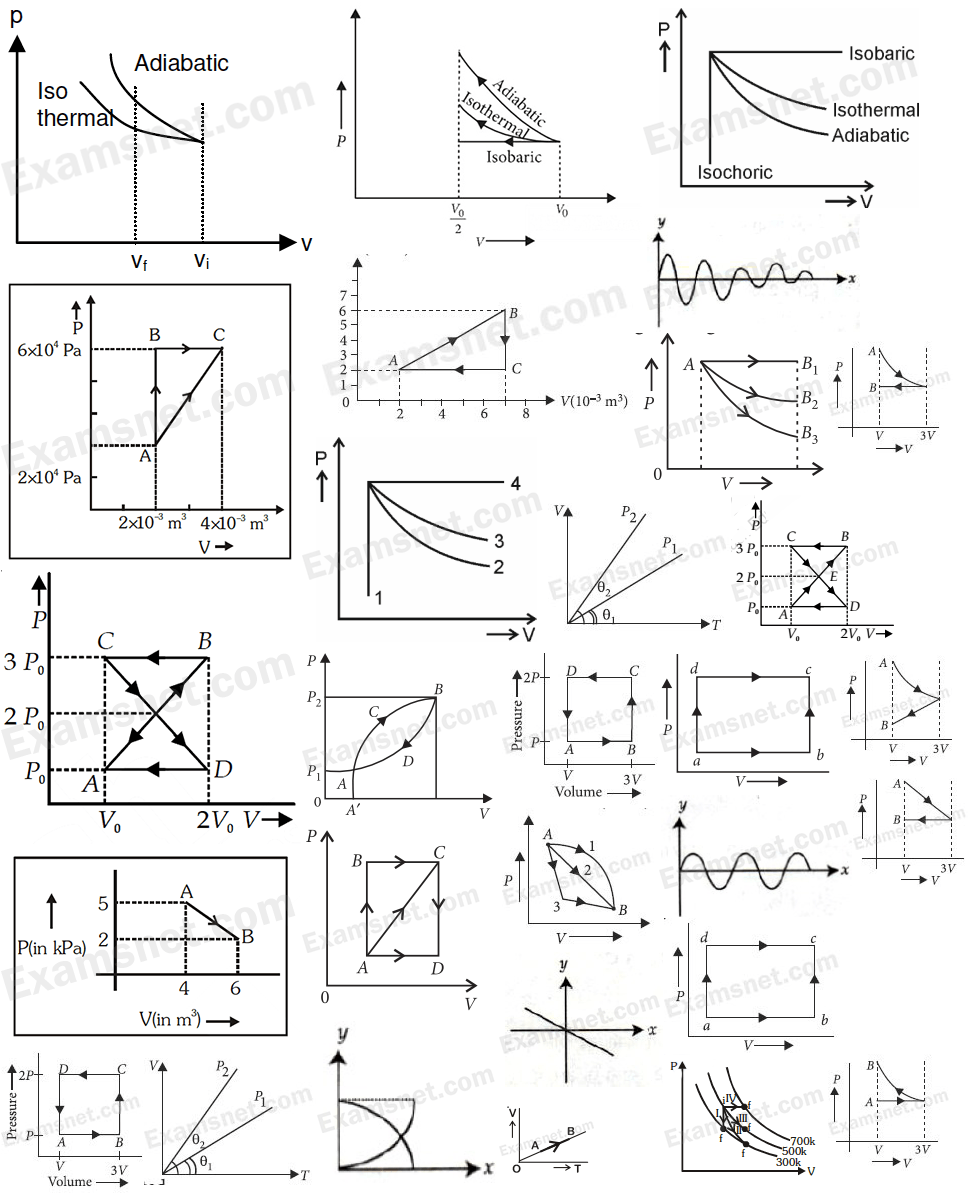 p
Adiabatic
Iso
thermal
v
vf
vi
Adiabatic
Isothermal
Isobaric
P
V0/2
V0
V
P
Isobaric
Isothermal
Adiabatic
Isochoric
V
y
x
P
6×10⁴ Pa
2×10⁴ Pa
B
C
A
2×10⁻³ m³
4×10⁻³ m³
V
7
6
5
4
3
2
1
0
A
B
C
2
4
6
8
V(10⁻³ m³)
P
A
B1
B2
B3
0
V
P
A
B
V
3V
V
P
4
3
2
1
V
V
P2
P1
θ2
θ1
T
P
3 P0
2 P0
P0
C
B
E
A
D
V0
2V0
V
P
3 P0
2 P0
P0
C
B
A
D
V0
2V0
V
P
P2
P1
0
B
C
D
A
A′
V
Pressure
2P
P
D
C
A
B
V
3V
Volume
P
d
c
a
b
V
P
A
B
V
3V
V
P
A
B
V
3V
V
P(in kPa)
5
2
A
B
4
6
V(in m³)
P
B
C
A
D
0
V
P
A
1
2
3
B
V
y
x
y
x
P
d
c
a
b
V
Pressure
2P
P
D
C
A
B
V
3V
Volume
V
P2
P1
θ2
θ1
T
y
x
V
A
B
O
T
P
i
IV
f
I
III
f
II
f
f
700k
500k
300k
V
P
B
A
V
3V
V
Examsnet.com